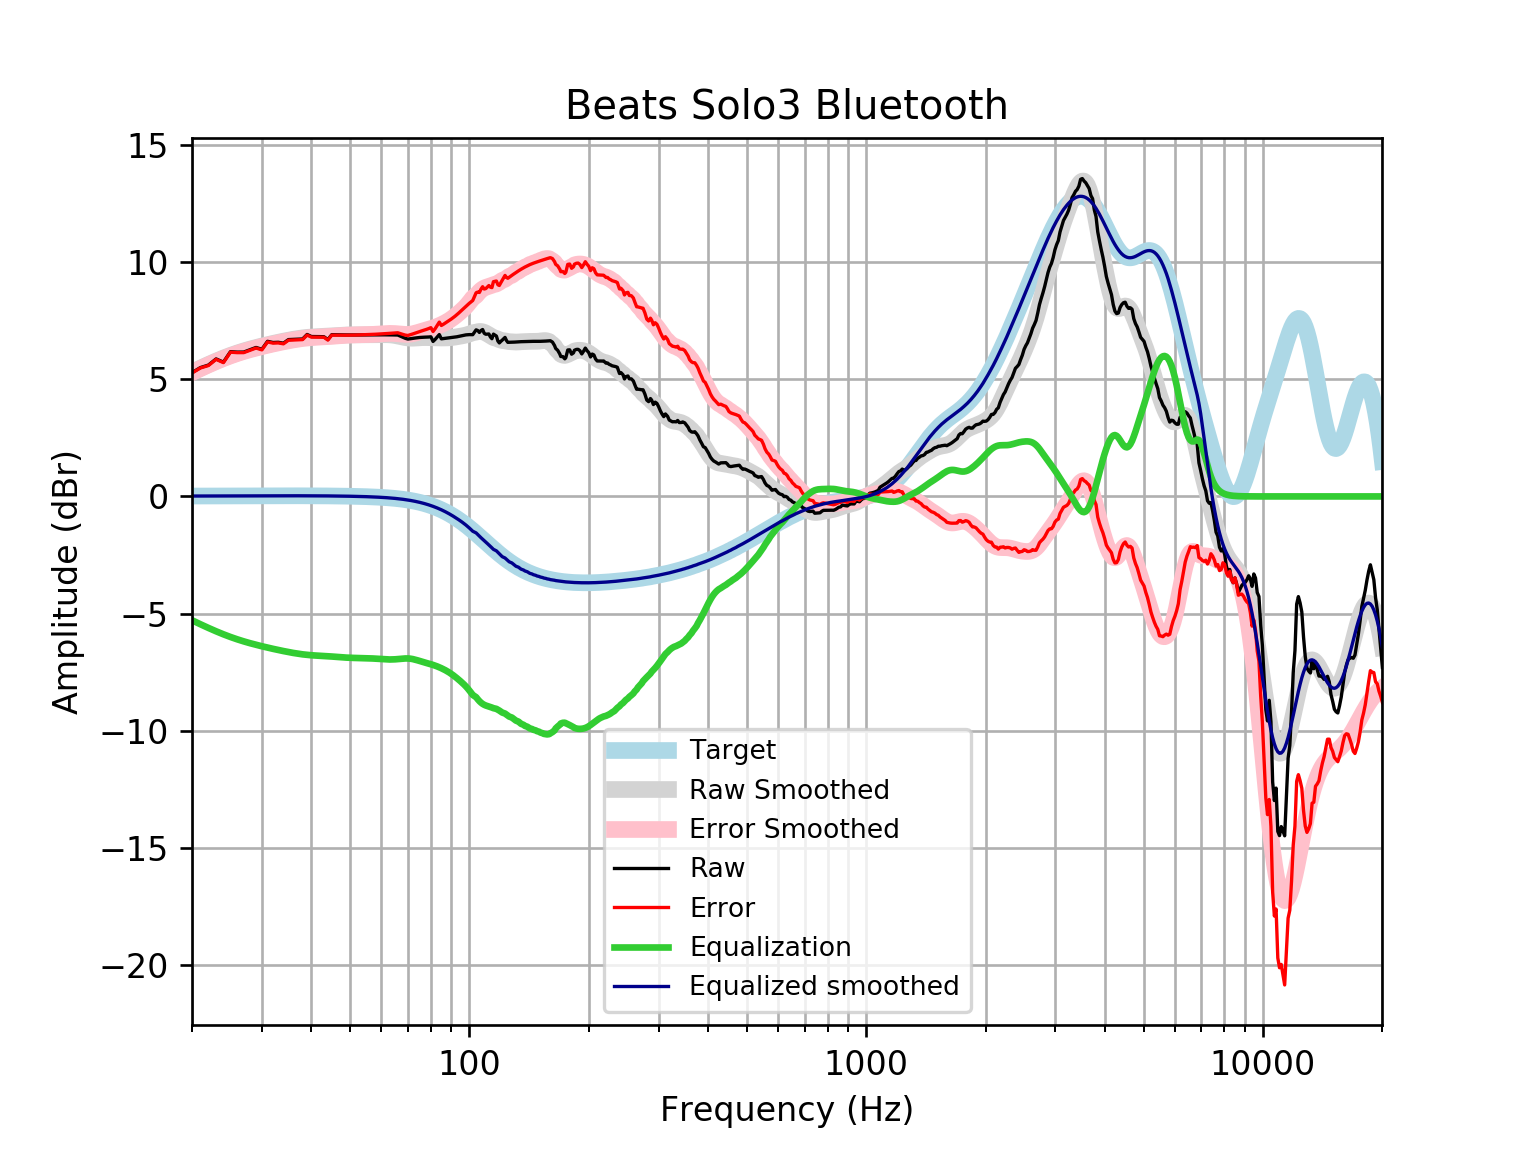 Beats Solo3 Bluetooth
15
10
5
0
−5
−10
−15
−20
Amplitude (dBr)
Target
Raw Smoothed
Error Smoothed
Raw
Error
Equalization
Equalized smoothed
100
1000
10000
Frequency (Hz)